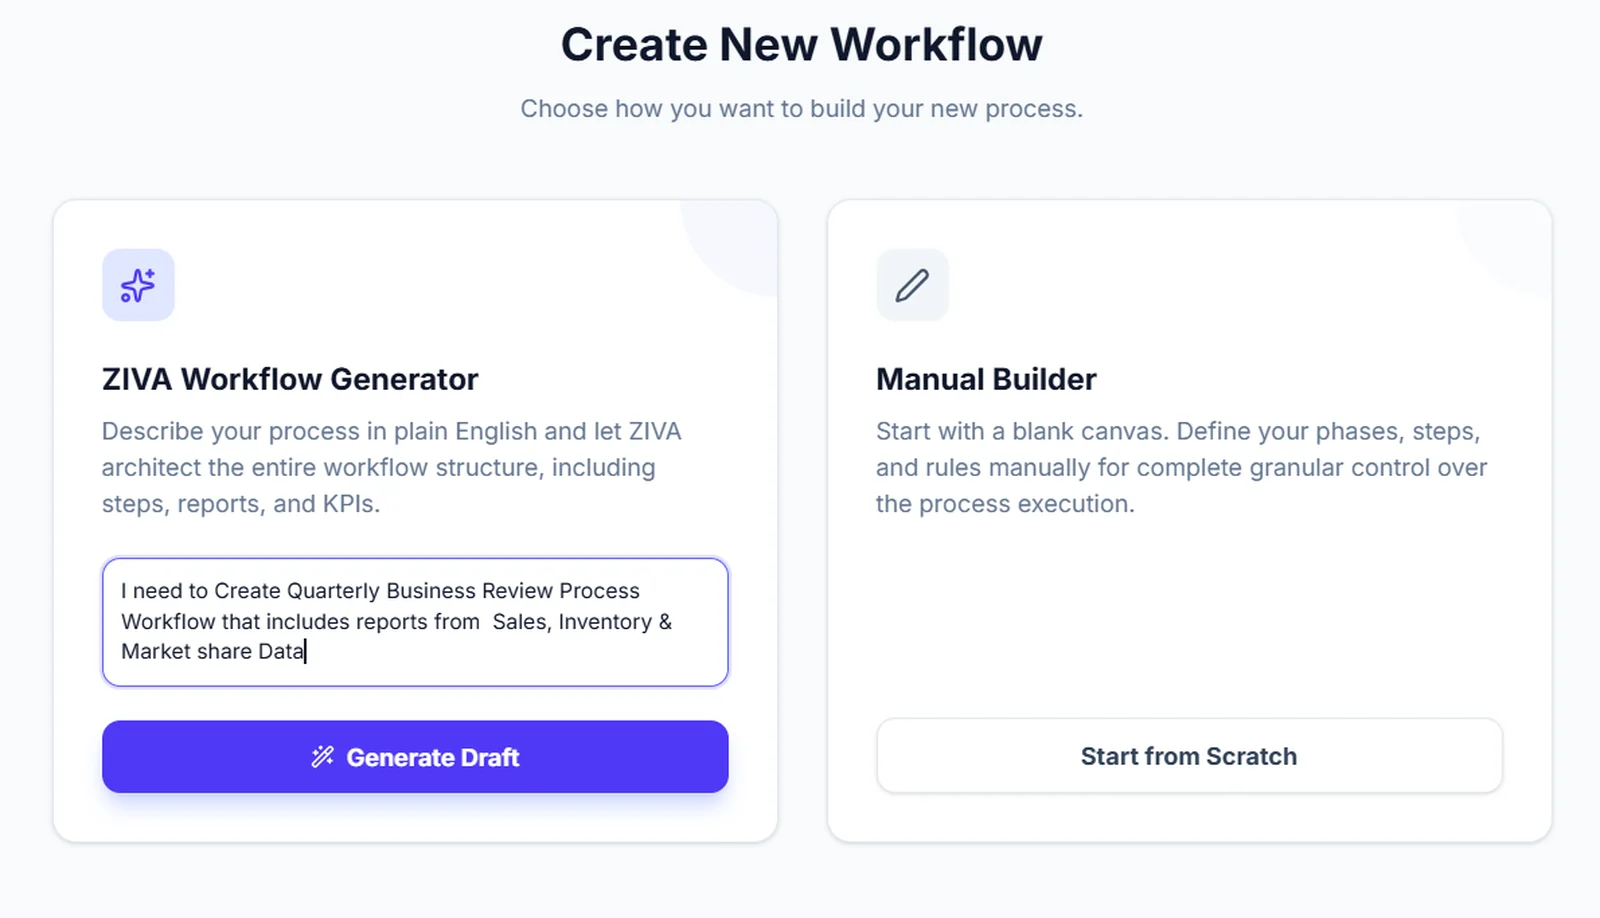 Create New Workflow
Choose how you want to build your new process.
ZIVA Workflow Generator
Describe your process in plain English and let ZIVA
architect the entire workflow structure, including
steps, reports, and KPIs.
I need to Create Quarterly Business Review Process
Workflow that includes reports from  Sales, Inventory &
Market share Data
Generate Draft
Manual Builder
Start with a blank canvas. Define your phases, steps,
and rules manually for complete granular control over
the process execution.
Start from Scratch